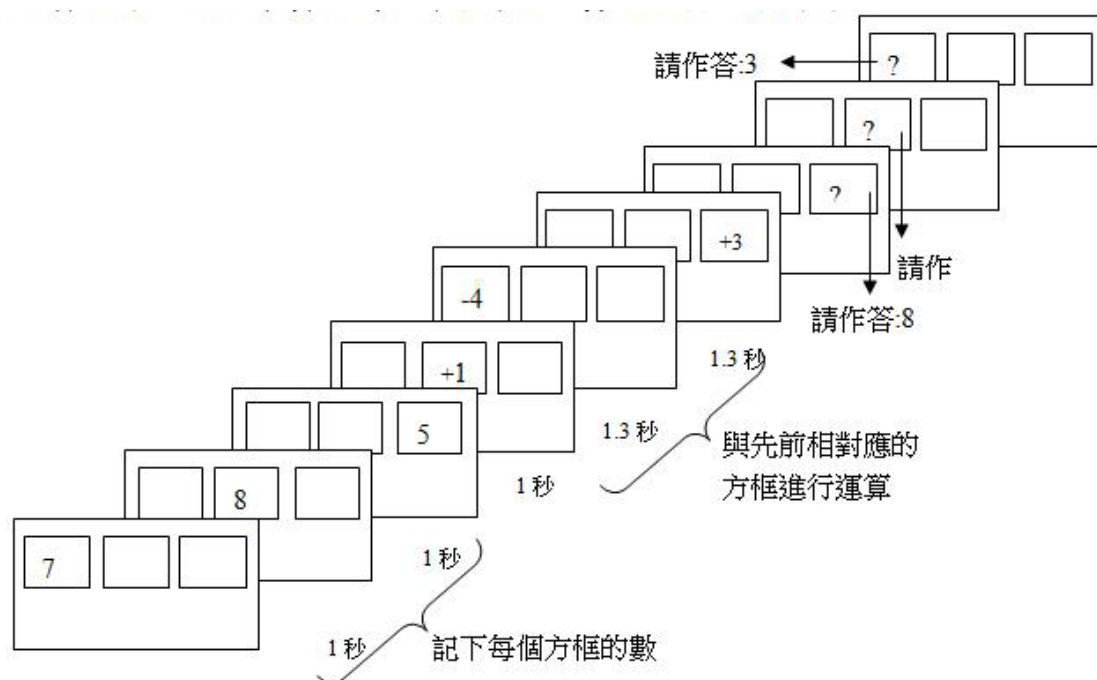 請作答:3
?
?
?
+3
請作
-4
請作答:8
+1
1.3 秒
5
1.3 秒
與先前相對應的
8
1 秒
方框進行運算
7
1 秒
1 秒
記下每個方框的數